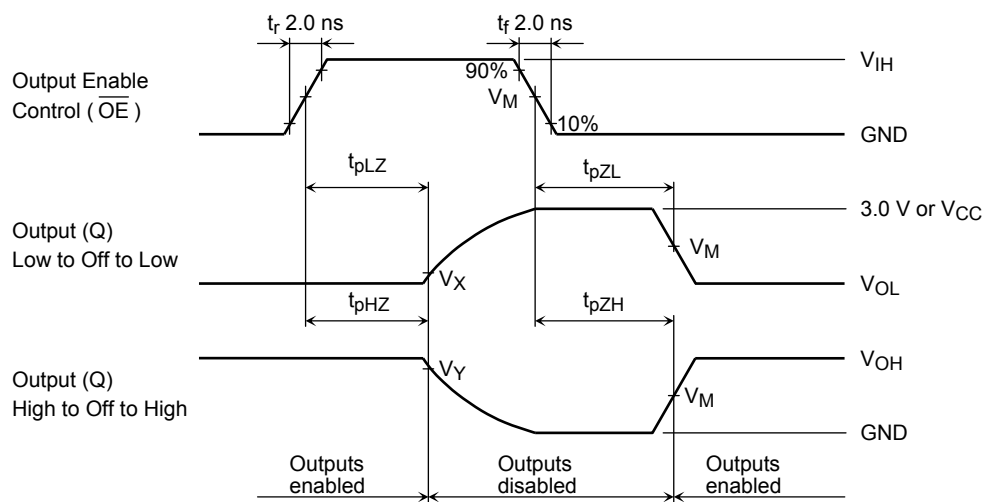 tr 2.0 ns
tf 2.0 ns
Output Enable
Control ( OE )
90%
VM
10%
VIH
GND
tpLZ
tpZL
Output (Q)
Low to Off to Low
VX
VM
3.0 V or VCC
VOL
tpHZ
tpZH
Output (Q)
High to Off to High
VY
VM
VOH
GND
Outputs
enabled
Outputs
disabled
Outputs
enabled